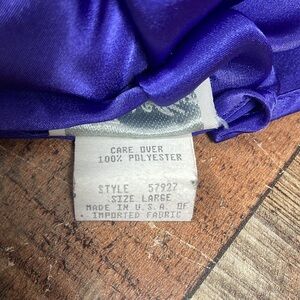 CARE OVER
100% POLYESTER
STYLE 57927
SIZE LARGE
MADE IN U.S.A. OF
IMPORTED FABRIC